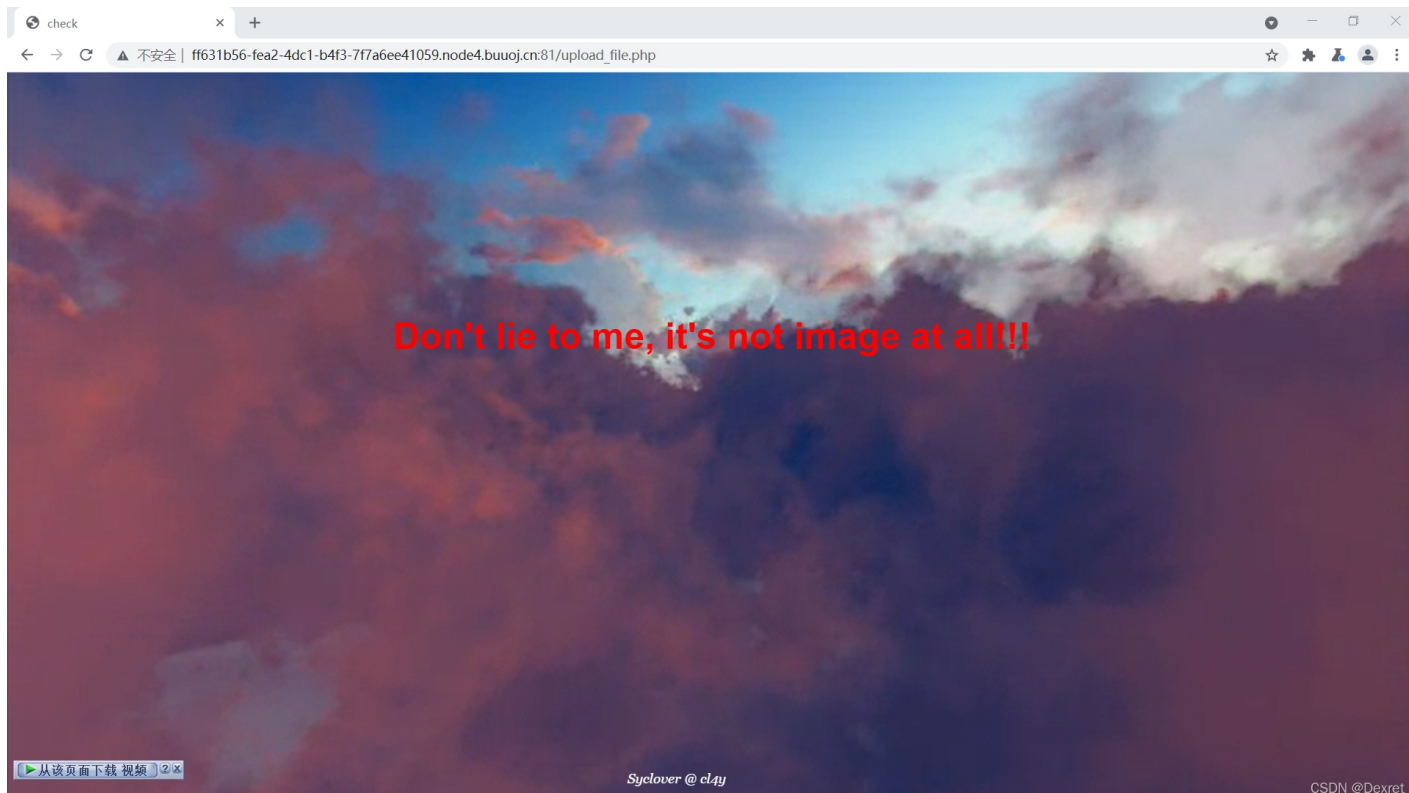 check
不安全 | ff631b56-fea2-4dc1-b4f3-7f7a6ee41059.node4.buuoj.cn:81/upload_file.php
Don't lie to me, it's not image at all!!!
从该页面下载 视频
Syclover @ cl4y
CSDN @Dexret